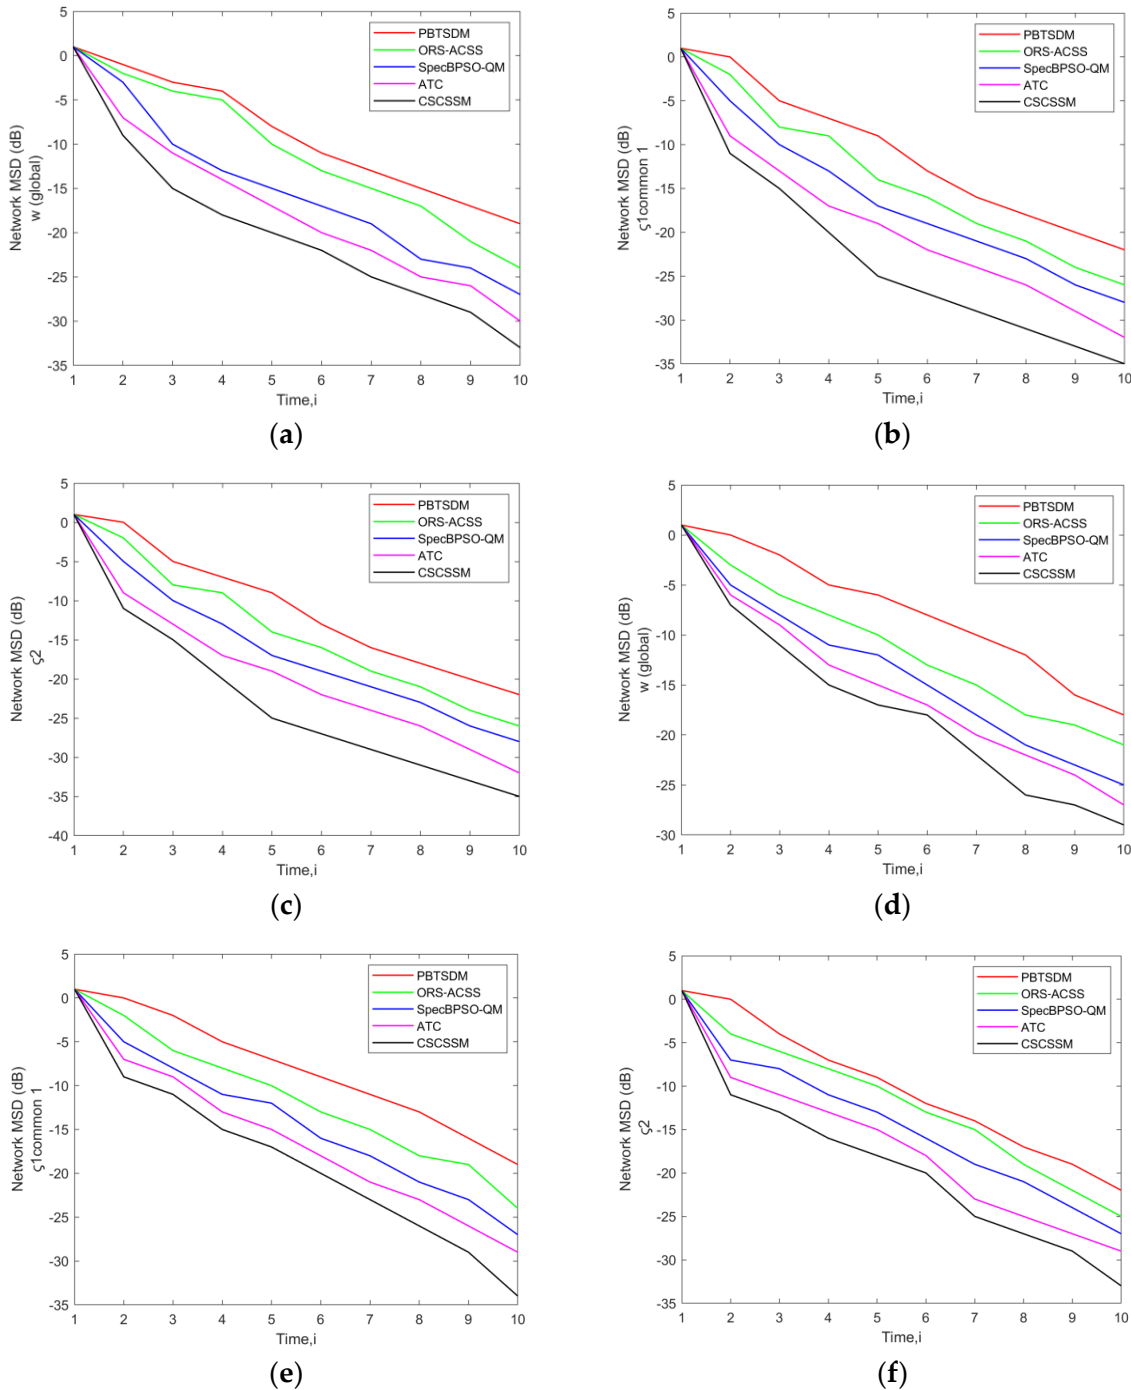 5
0
-5
-10
-15
-20
-25
-30
-35
1 2 3 4 5 6 7 8 9 10
Network MSD (dB)
w (global)
Time,i
PBTSDM
ORS-ACSS
SpecBPSO-QM
ATC
CSCSSM
(a)
5
0
-5
-10
-15
-20
-25
-30
-35
1 2 3 4 5 6 7 8 9 10
Network MSD (dB)
ς1common 1
Time,i
PBTSDM
ORS-ACSS
SpecBPSO-QM
ATC
CSCSSM
(b)
5
0
-5
-10
-15
-20
-25
-30
-35
-40
1 2 3 4 5 6 7 8 9 10
Network MSD (dB)
ς2
Time,i
PBTSDM
ORS-ACSS
SpecBPSO-QM
ATC
CSCSSM
(c)
5
0
-5
-10
-15
-20
-25
-30
1 2 3 4 5 6 7 8 9 10
Network MSD (dB)
w (global)
Time,i
PBTSDM
ORS-ACSS
SpecBPSO-QM
ATC
CSCSSM
(d)
5
0
-5
-10
-15
-20
-25
-30
-35
1 2 3 4 5 6 7 8 9 10
Network MSD (dB)
ς1common 1
Time,i
PBTSDM
ORS-ACSS
SpecBPSO-QM
ATC
CSCSSM
(e)
5
0
-5
-10
-15
-20
-25
-30
-35
1 2 3 4 5 6 7 8 9 10
Network MSD (dB)
ς2
Time,i
PBTSDM
ORS-ACSS
SpecBPSO-QM
ATC
CSCSSM
(f)